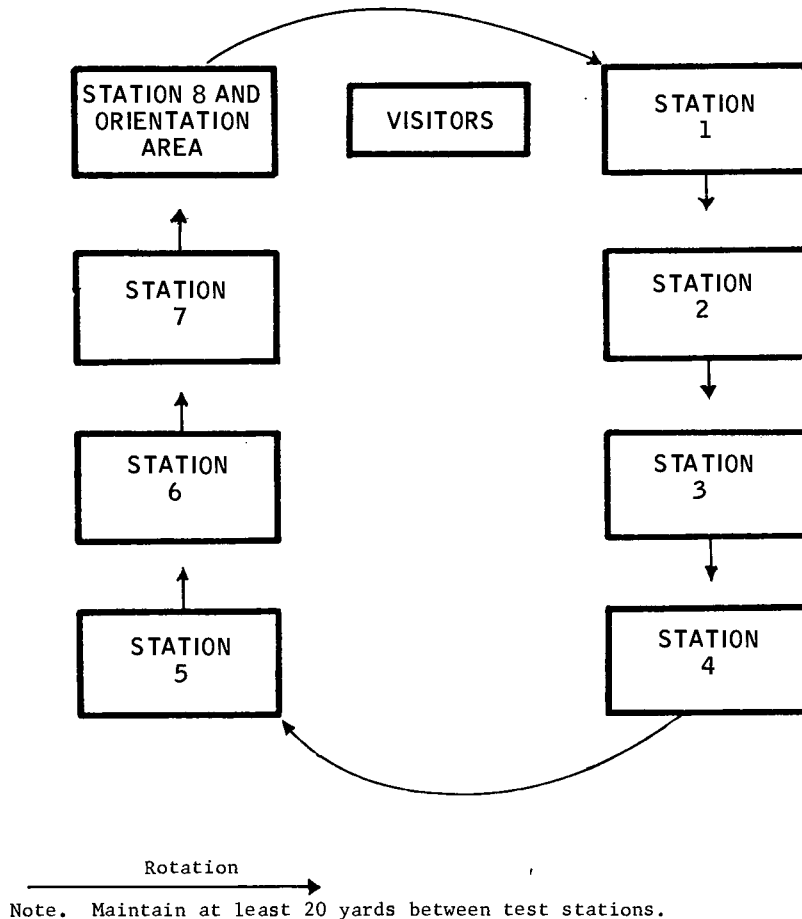 STATION 8 AND
ORIENTATION
AREA
VISITORS
STATION
1
STATION
7
STATION
2
STATION
6
STATION
3
STATION
5
STATION
4
Rotation
Note. Maintain at least 20 yards between test stations.